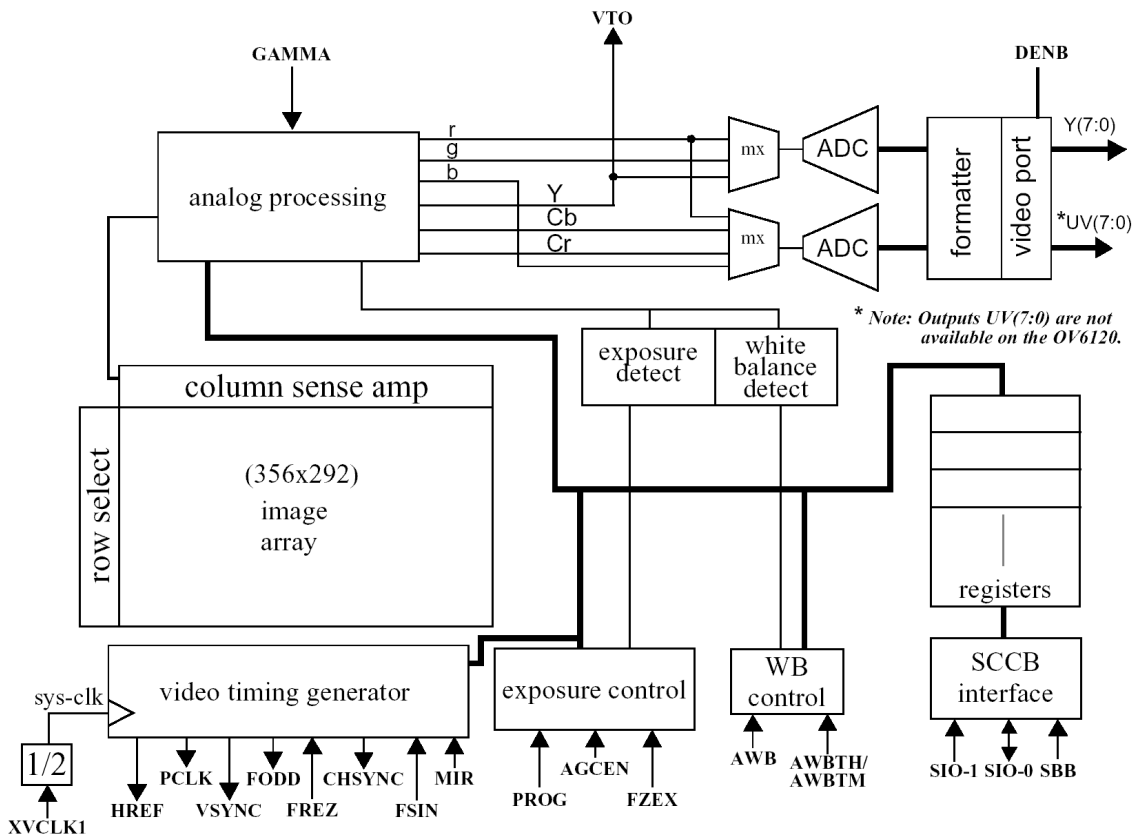 VTO
GAMMA
DENB
r
g
b
Y
Cb
Cr
analog processing
mx
ADC
mx
ADC
formatter
video port
Y(7:0)
*UV(7:0)
* Note: Outputs UV(7:0) are not
available on the OV6120.
exposure
detect
white
balance
detect
column sense amp
row select
(356x292)
image
array
registers
video timing generator
sys-clk
1/2
XVCLK1
exposure control
WB
control
SCCB
interface
HREF
PCLK
VSYNC
FODD
FREZ
CHSYNC
FSIN
MIR
PROG
AGCEN
FZEX
AWB
AWBTH/
AWBTM
SIO-1
SIO-0
SBB